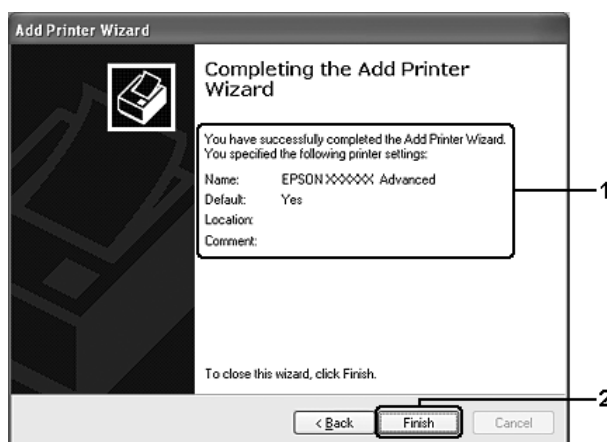 Add Printer Wizard
Completing the Add Printer
Wizard
You have successfully completed the Add Printer Wizard.
You specified the following printer settings:
Name: EPSON XXXXXX Advanced
Default: Yes
Location:
Comment:
1
To close this wizard, click Finish.
2
< Back Finish Cancel